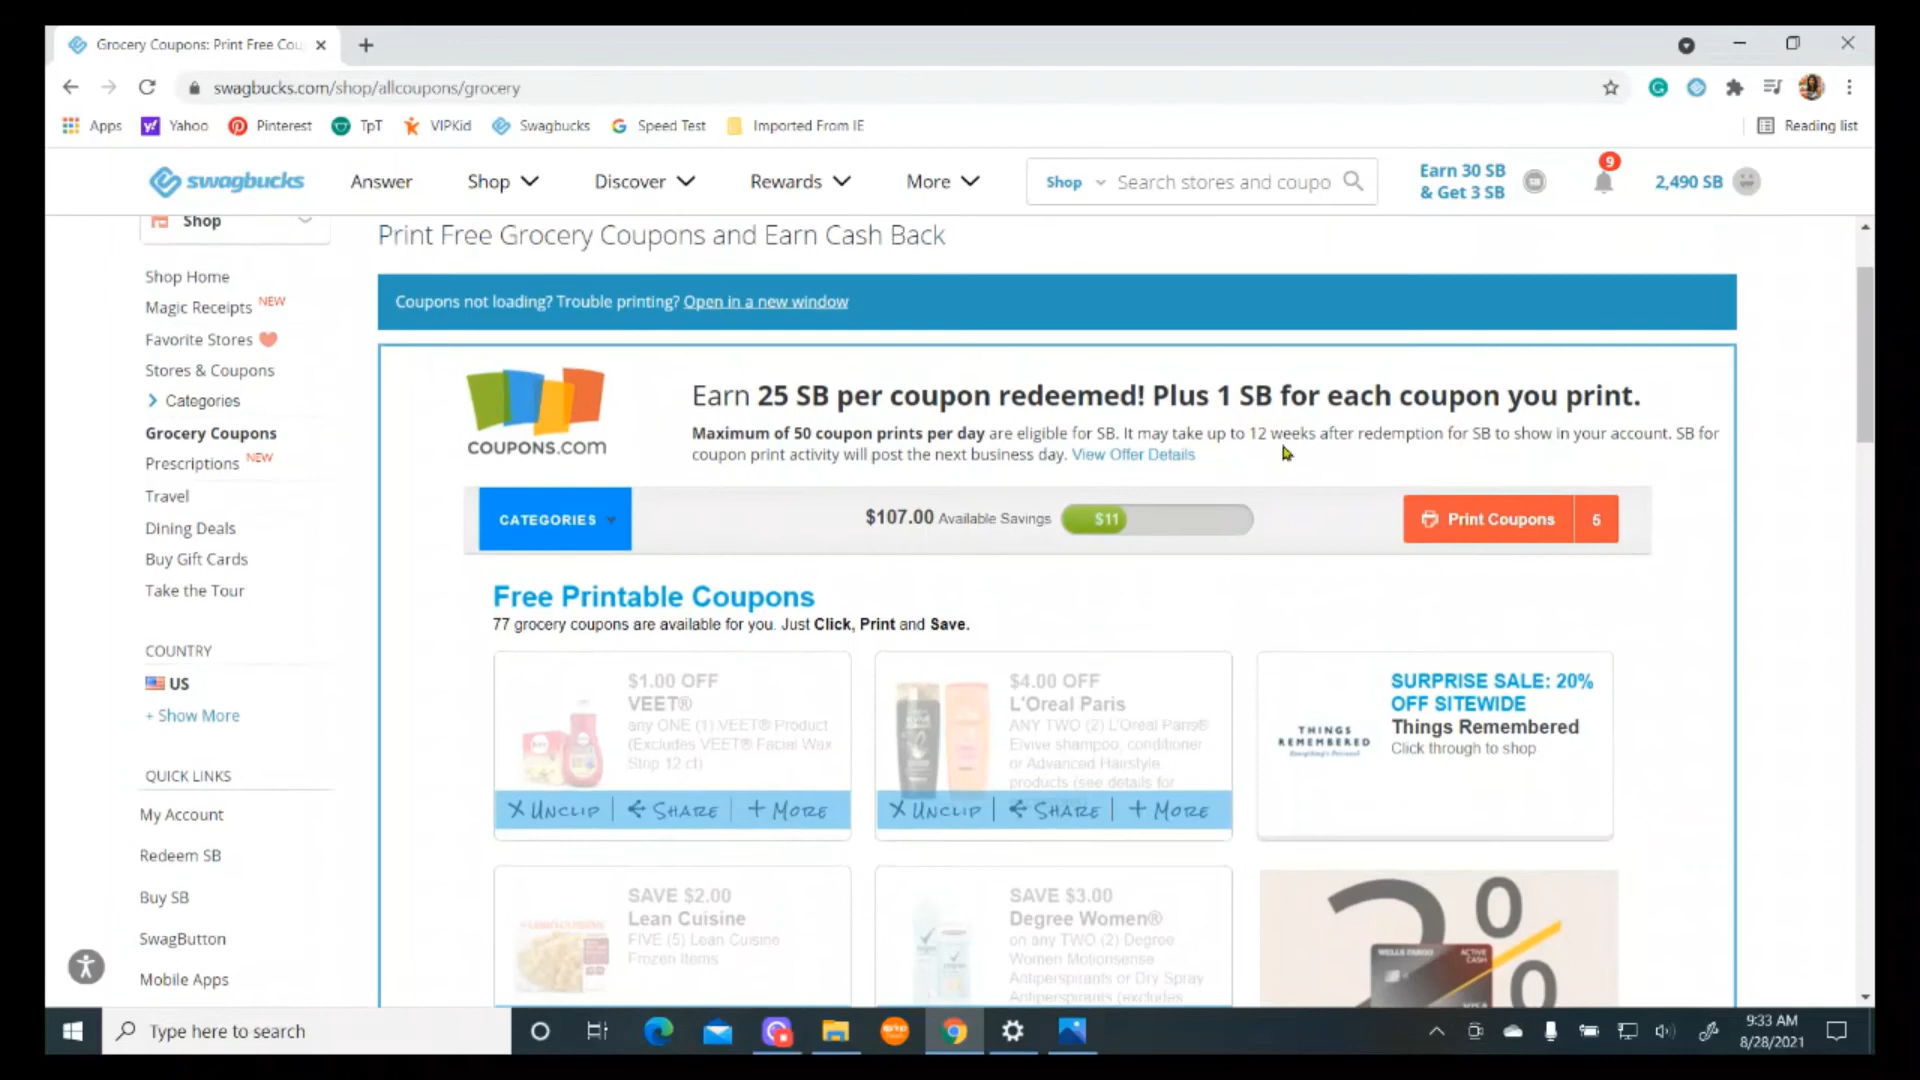 Grocery Coupons: Print Free Cou
swagbucks.com/shop/allcoupons/grocery
Apps Yahoo Pinterest TpT VIPKid Swagbucks Speed Test Imported From IE Reading list
swagbucks Answer Shop Discover Rewards More Shop Search stores and coupo Earn 30 SB & Get 3 SB 9 2,490 SB
Shop
Shop Home
Magic Receipts NEW
Favorite Stores
Stores & Coupons
Categories
Grocery Coupons
Prescriptions NEW
Travel
Dining Deals
Buy Gift Cards
Take the Tour
COUNTRY
US
+ Show More
QUICK LINKS
My Account
Redeem SB
Buy SB
SwagButton
Mobile Apps
Print Free Grocery Coupons and Earn Cash Back
Coupons not loading? Trouble printing? Open in a new window
COUPONS.COM
Earn 25 SB per coupon redeemed! Plus 1 SB for each coupon you print.
Maximum of 50 coupon prints per day are eligible for SB. It may take up to 12 weeks after redemption for SB to show in your account. SB for
coupon print activity will post the next business day. View Offer Details
CATEGORIES $107.00 Available Savings $11 Print Coupons 5
Free Printable Coupons
77 grocery coupons are available for you. Just Click, Print and Save.
$1.00 OFF
VEET®
any ONE (1) VEET® Product
(Excludes VEET® Facial Wax
Strip 12 ct)
X UNCLIP SHARE + MORE
$4.00 OFF
L'Oreal Paris
ANY TWO (2) L'Oreal Paris®
Elvive shampoo, conditioner
or Advanced Hairstyle
products (see details for
X UNCLIP SHARE + MORE
THINGS
REMEMBERED
SURPRISE SALE: 20%
OFF SITEWIDE
Things Remembered
Click through to shop
SAVE $2.00
Lean Cuisine
FIVE (5) Lean Cuisine
Frozen Items
SAVE $3.00
Degree Women®
on any TWO (2) Degree
Women Motionsense
Antiperspirants or Dry Spray
Antiperspirants (excludes
WELLS FARGO ACTIVE CASH
VISA
Type here to search
9:33 AM
8/28/2021